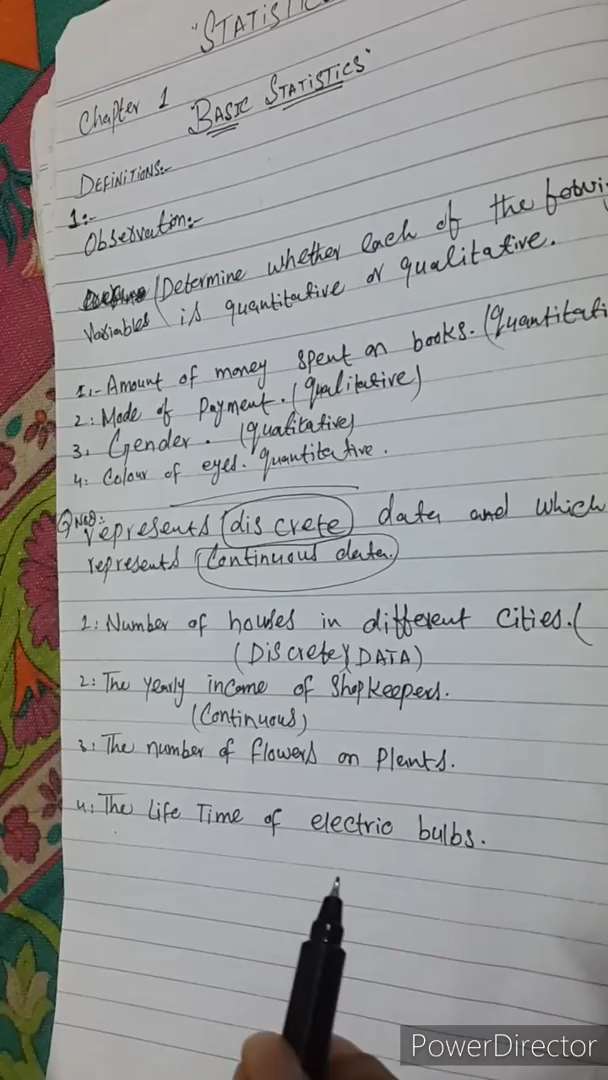 "STATISTIC
Chapter 1
"BASIC STATISTICS"
DEFINITIONS:-
1:-
Observation:-
(Determine whether each of the
Variables is quantitative or qualitative.
1:- Amount of money spent on books. (Quantitati
2: Mode of Payment. (qualitative)
3. Gender. (qualitative)
4: Colour of eyes. quantitative.
QNo2:-
represents discrete data and which
represents Continuous data.
1: Number of houses in different Cities. (
(Discrete) DATA)
2: The yearly income of Shopkeepers.
(Continuous)
3: The number of flowers on Plants.
4: The Life Time of electric bulbs.
PowerDirector